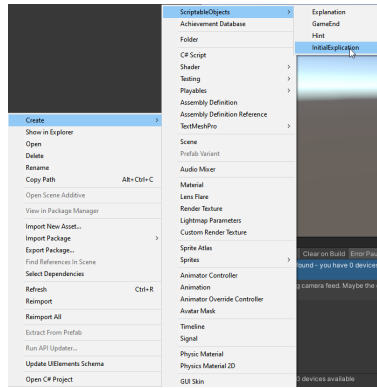 Create
Show in Explorer
Open
Delete
Rename
Copy Path Alt+Ctrl+C
Open Scene Additive
View in Package Manager
Import New Asset...
Import Package
Export Package...
Find References In Scene
Select Dependencies
Refresh Ctrl+R
Reimport
Reimport All
Extract From Prefab
Run API Updater...
Update UIElements Schema
Open C# Project
ScriptableObjects
Achievement Database
Folder
C# Script
Shader
Testing
Playables
Assembly Definition
Assembly Definition Reference
TextMeshPro
Scene
Prefab Variant
Audio Mixer
Material
Lens Flare
Render Texture
Lightmap Parameters
Custom Render Texture
Sprite Atlas
Sprites
Animator Controller
Animation
Animator Override Controller
Avatar Mask
Timeline
Signal
Physic Material
Physics Material 2D
GUI Skin
Explanation
GameEnd
Hint
InitialExplication
Clear on Build Error Pau
found - you have 0 devices
g camera feed. Maybe the
0 devices available